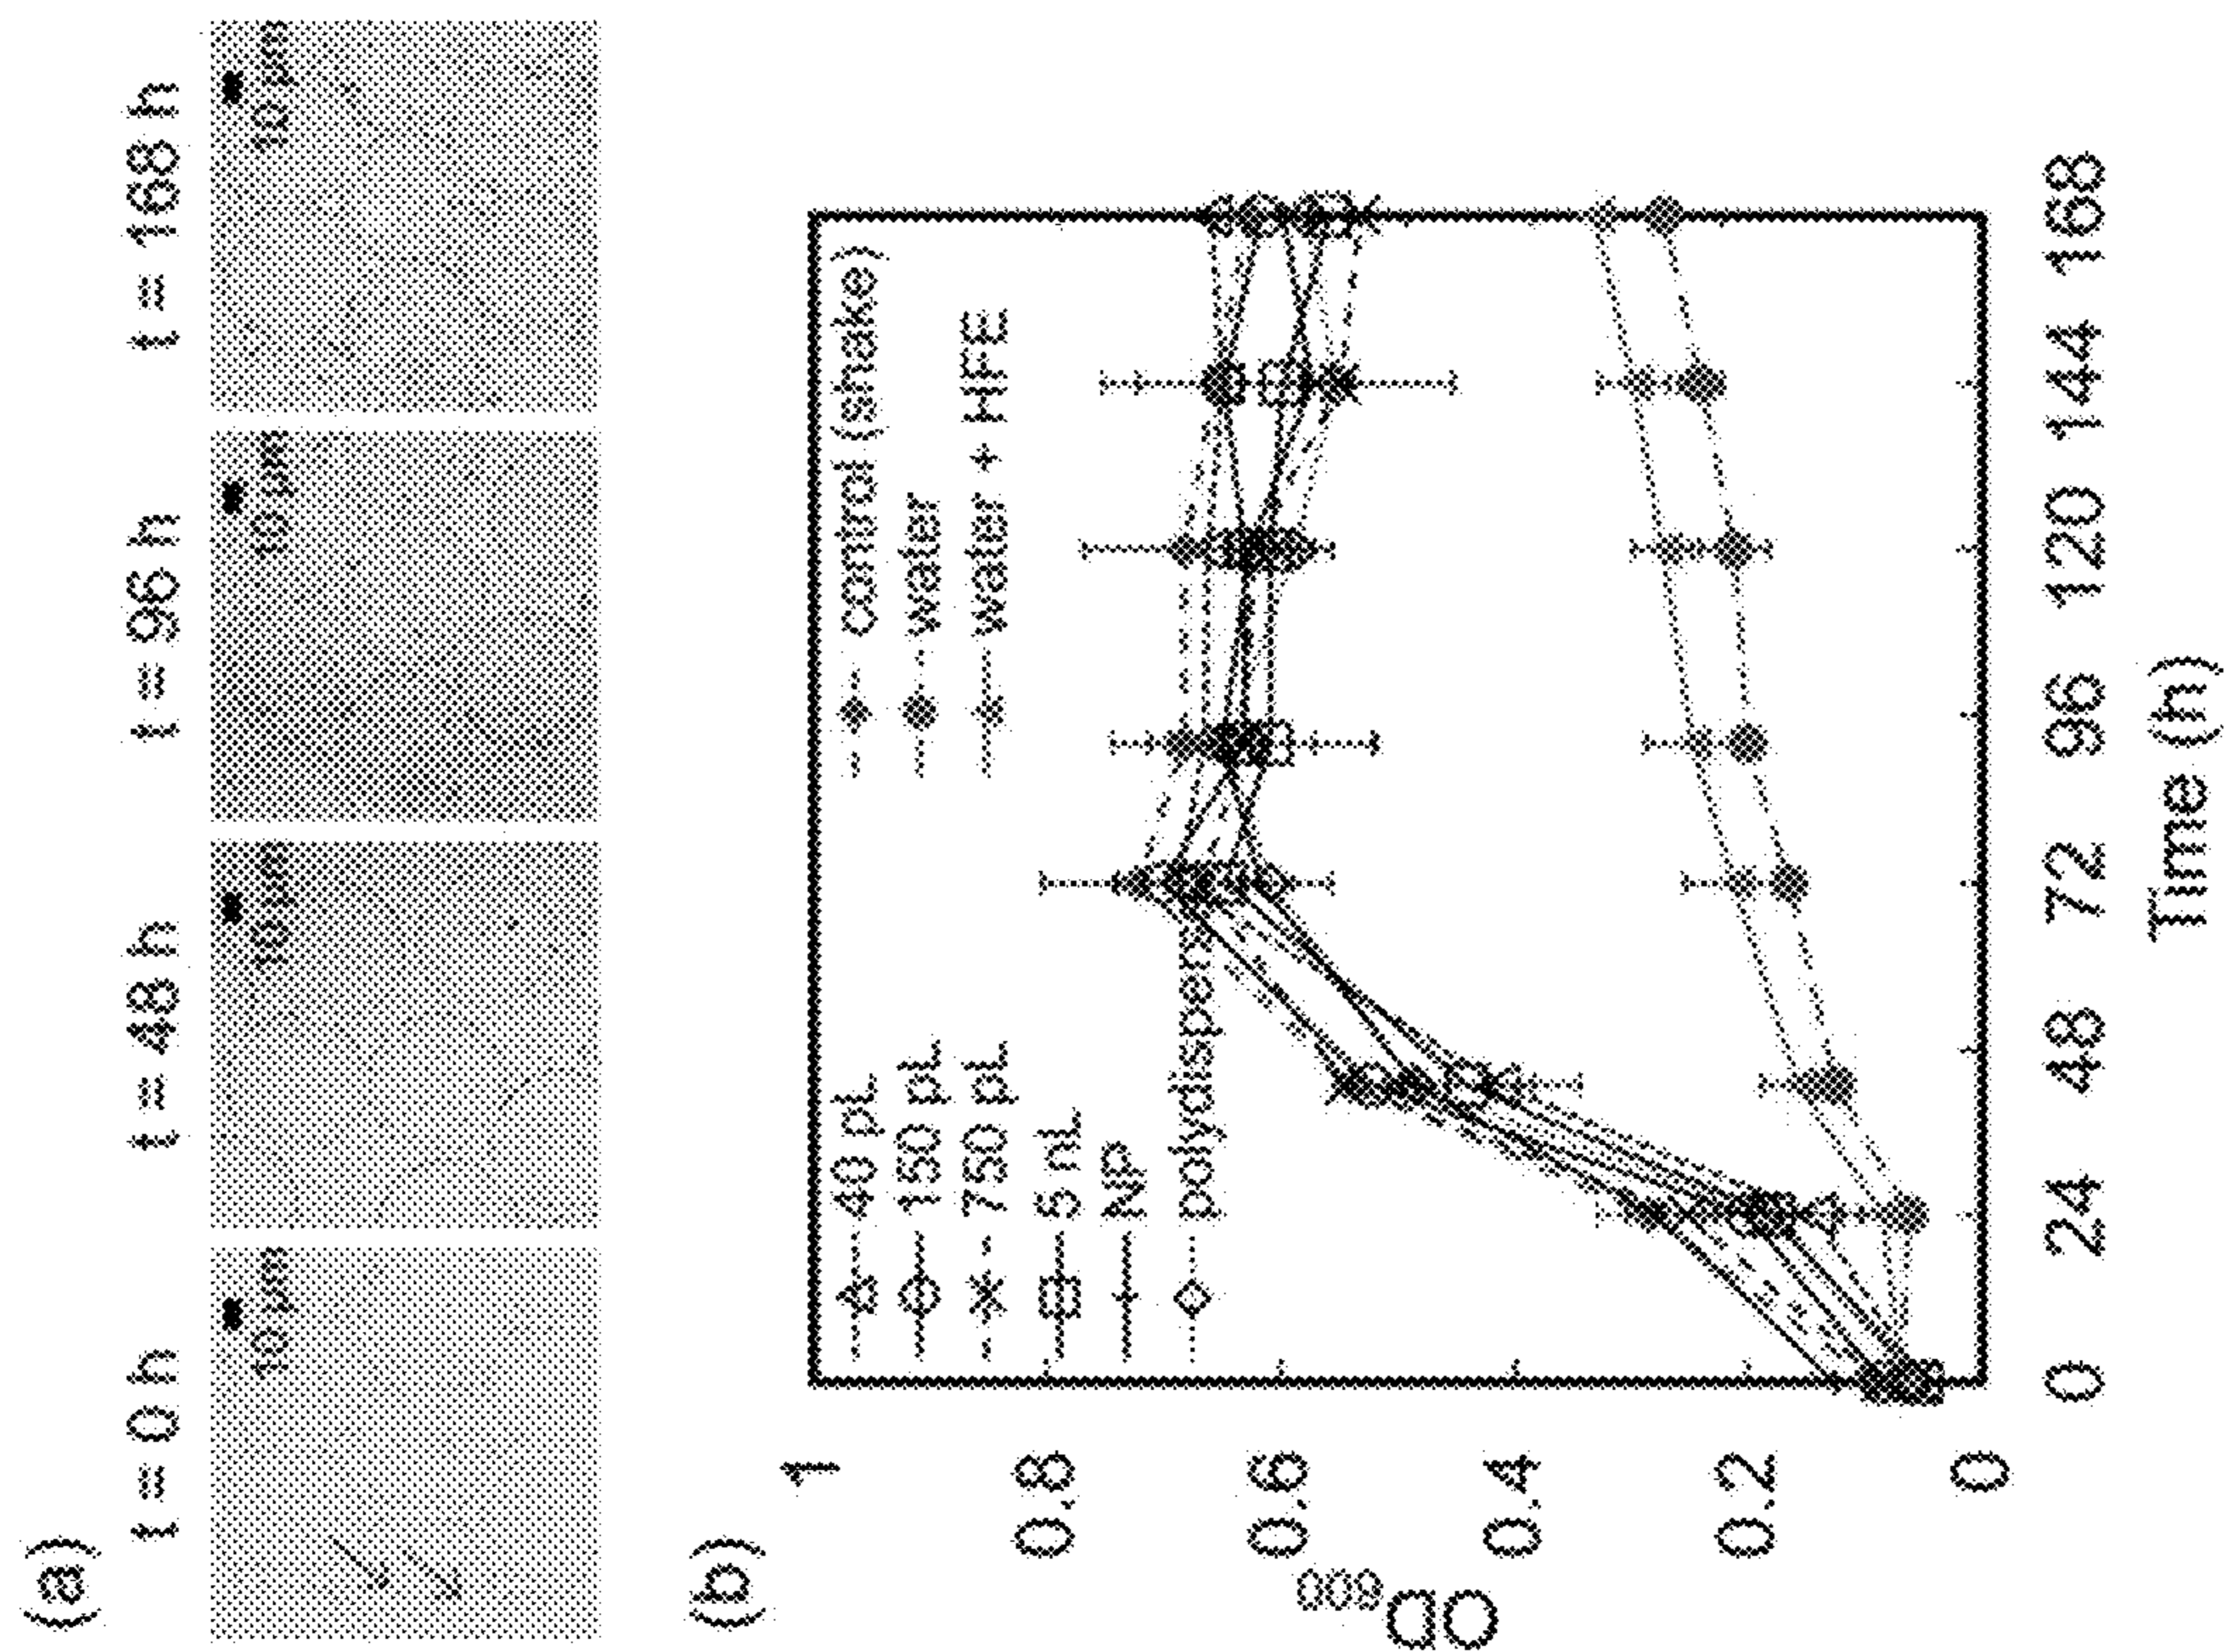 (a)
t = 0 h
t = 48 h
t = 96 h
t = 168 h
10 µm
10 µm
10 µm
10 µm
(b)
1
0.8
0.6
0.4
0.2
0
OD600
40 pL
150 pL
750 pL
5 nL
NP
polydispers
control (shake)
water
water + HFE
0
24
48
72
96
120
144
168
Time (h)